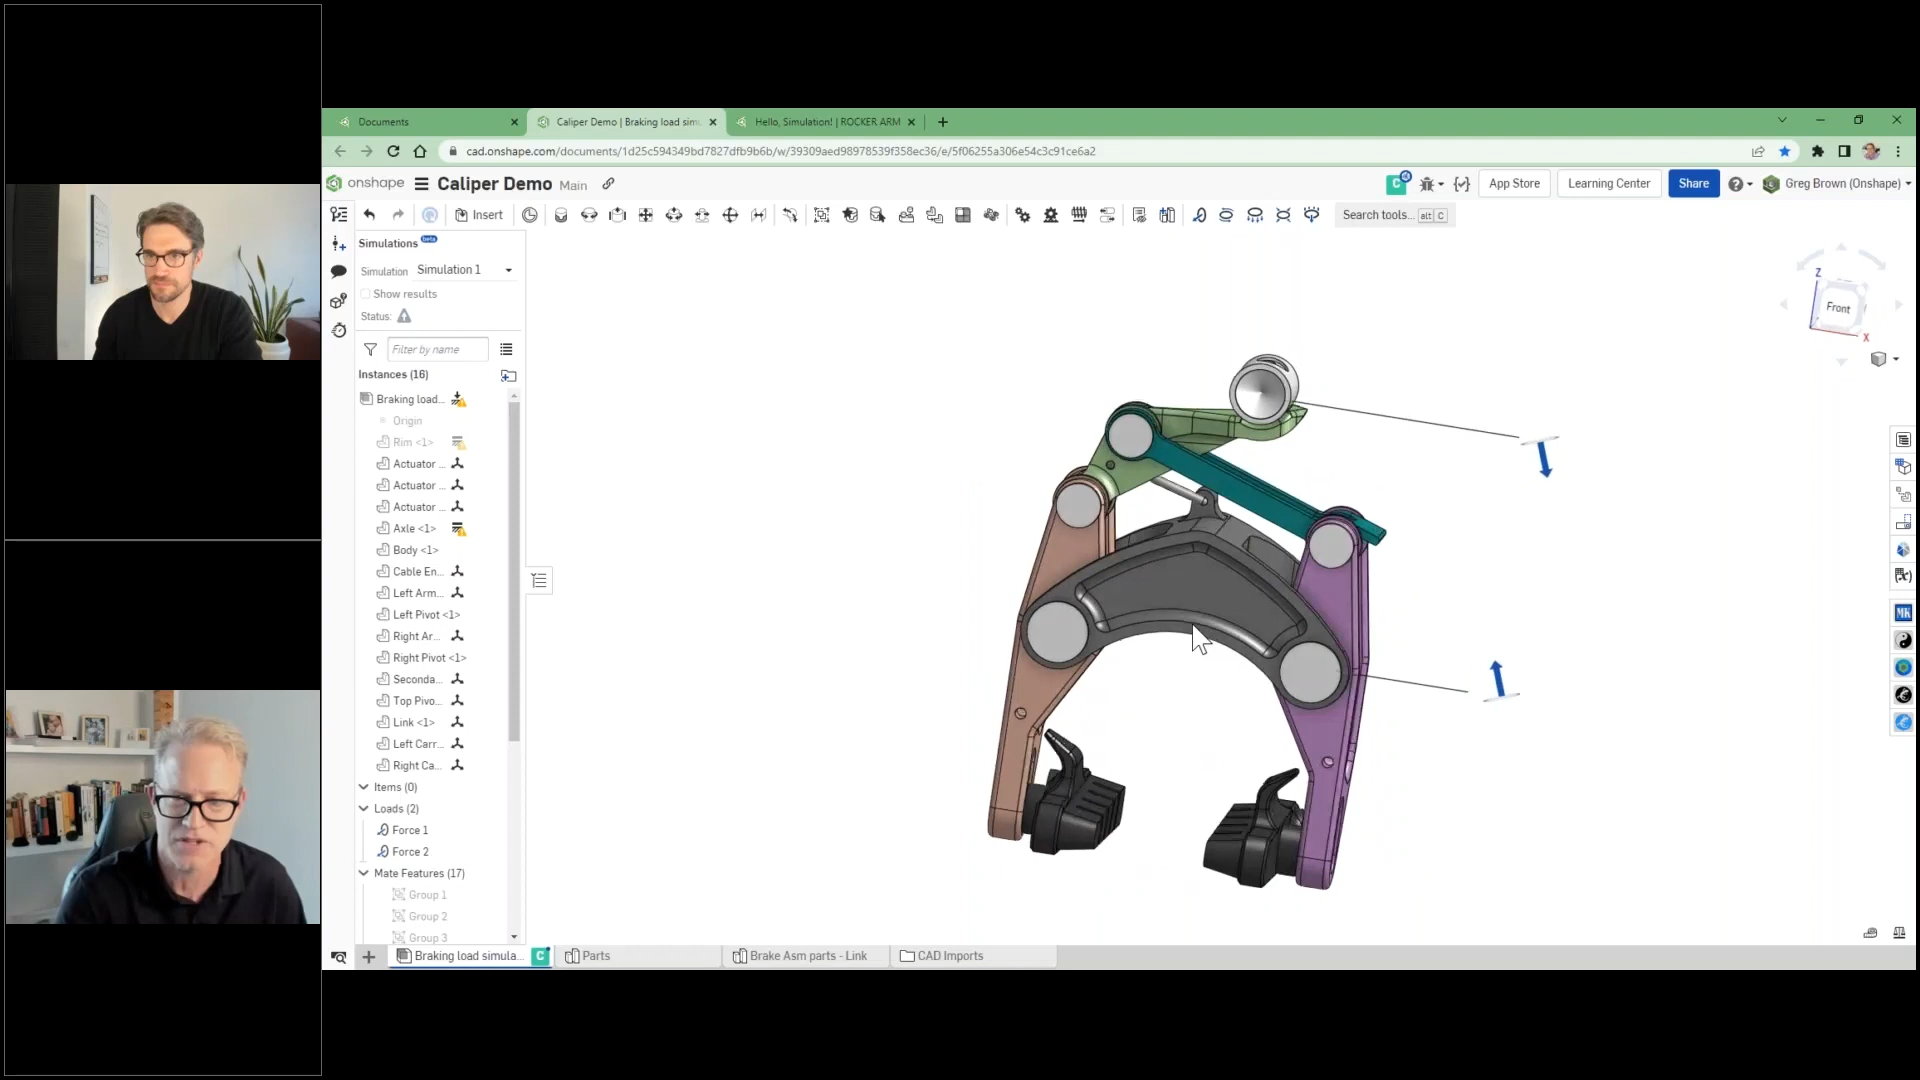 Documents
Caliper Demo | Braking load sim
Hello, Simulation! | ROCKER ARM
cad.onshape.com/documents/1d25c594349bd7827dfb9b6b/w/39309aed98978539f358ec36/e/5f06255a306e54c3c91ce6a2
onshape
Caliper Demo Main
C
App Store
Learning Center
Share
Greg Brown (Onshape)
Insert
Search tools... alt C
Simulations beta
Simulation Simulation 1
Show results
Status:
Filter by name
Instances (16)
Braking load...
Origin
Rim <1>
Actuator ...
Actuator ...
Actuator ...
Axle <1>
Body <1>
Cable En...
Left Arm...
Left Pivot <1>
Right Ar...
Right Pivot <1>
Seconda...
Top Pivo...
Link <1>
Left Carr...
Right Ca...
Items (0)
Loads (2)
Force 1
Force 2
Mate Features (17)
Group 1
Group 2
Group 3
Z
Front
X
MK
Braking load simula... C
Parts
Brake Asm parts - Link
CAD Imports